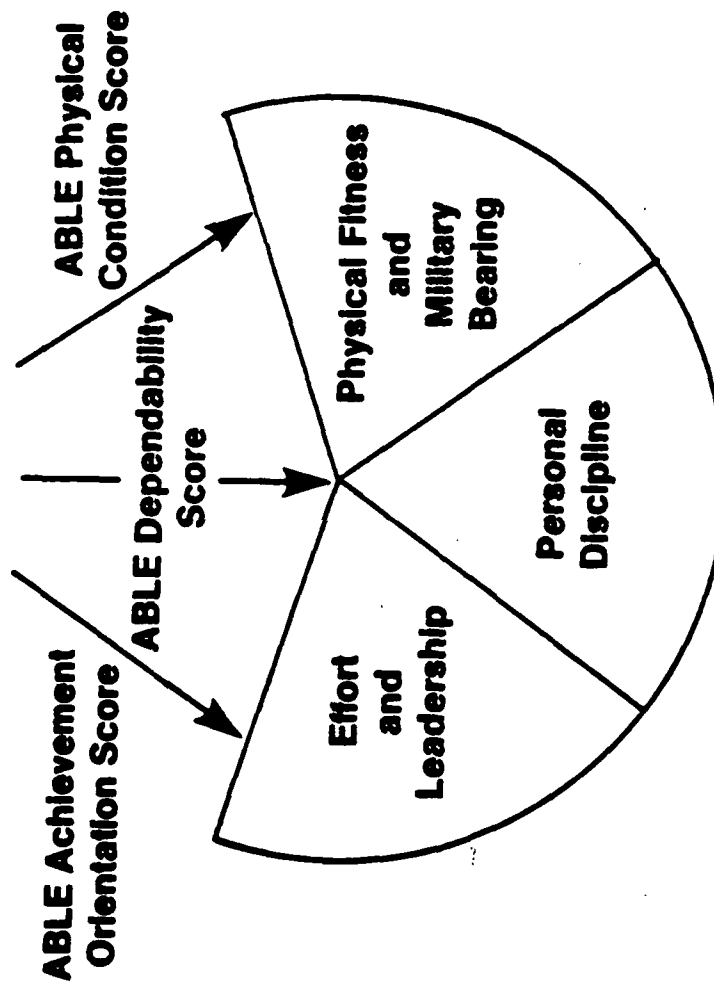 ABLE Achievement
Orientation Score
ABLE Dependability
Score
ABLE Physical
Condition Score
Effort
and
Leadership
Personal
Discipline
Physical Fitness
and
Military
Bearing